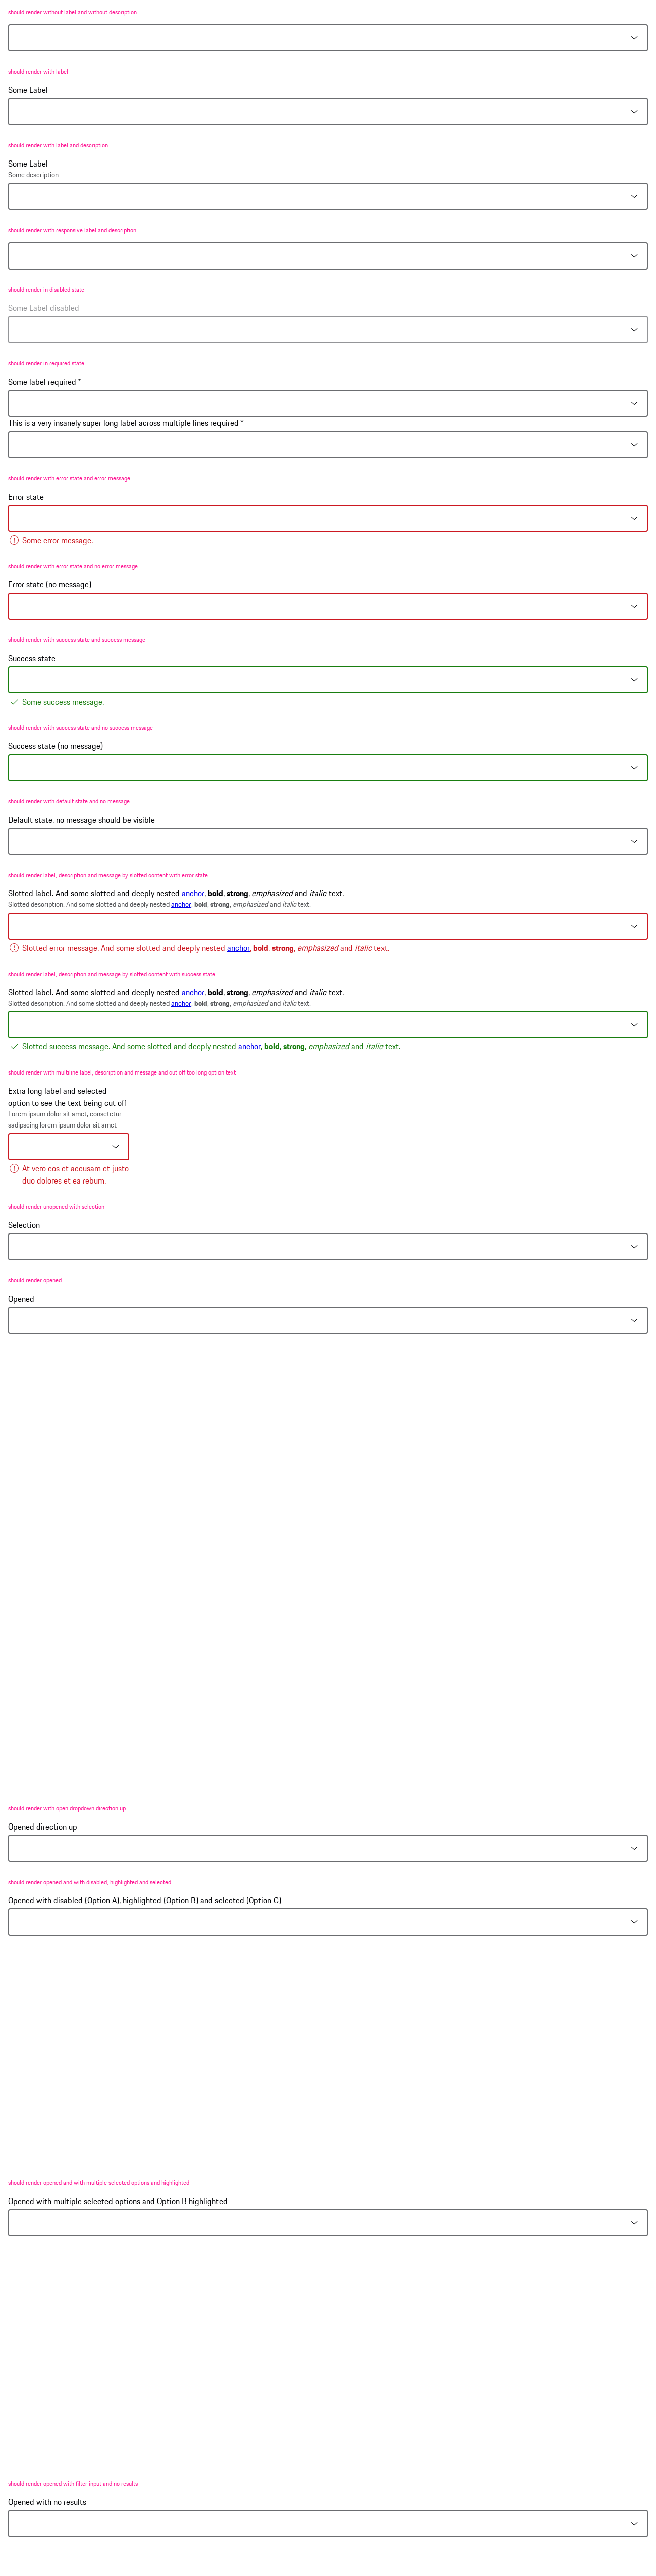 should render without label and without description
should render with label
Some Label
should render with label and description
Some Label
Some description
should render with responsive label and description
should render in disabled state
Some Label disabled
should render in required state
Some label required *
This is a very insanely super long label across multiple lines required *
should render with error state and error message
Error state
Some error message.
should render with error state and no error message
Error state (no message)
should render with success state and success message
Success state
Some success message.
should render with success state and no success message
Success state (no message)
should render with default state and no message
Default state, no message should be visible
should render label, description and message by slotted content with error state
Slotted label. And some slotted and deeply nested anchor, bold, strong, emphasized and italic text.
Slotted description. And some slotted and deeply nested anchor, bold, strong, emphasized and italic text.
Slotted error message. And some slotted and deeply nested anchor, bold, strong, emphasized and italic text.
should render label, description and message by slotted content with success state
Slotted label. And some slotted and deeply nested anchor, bold, strong, emphasized and italic text.
Slotted description. And some slotted and deeply nested anchor, bold, strong, emphasized and italic text.
Slotted success message. And some slotted and deeply nested anchor, bold, strong, emphasized and italic text.
should render with multiline label, description and message and cut off too long option text
Extra long label and selected
option to see the text being cut off
Lorem ipsum dolor sit amet, consetetur
sadipscing lorem ipsum dolor sit amet
At vero eos et accusam et justo
duo dolores et ea rebum.
should render unopened with selection
Selection
should render opened
Opened
should render with open dropdown direction up
Opened direction up
should render opened and with disabled, highlighted and selected
Opened with disabled (Option A), highlighted (Option B) and selected (Option C)
should render opened and with multiple selected options and highlighted
Opened with multiple selected options and Option B highlighted
should render opened with filter input and no results
Opened with no results